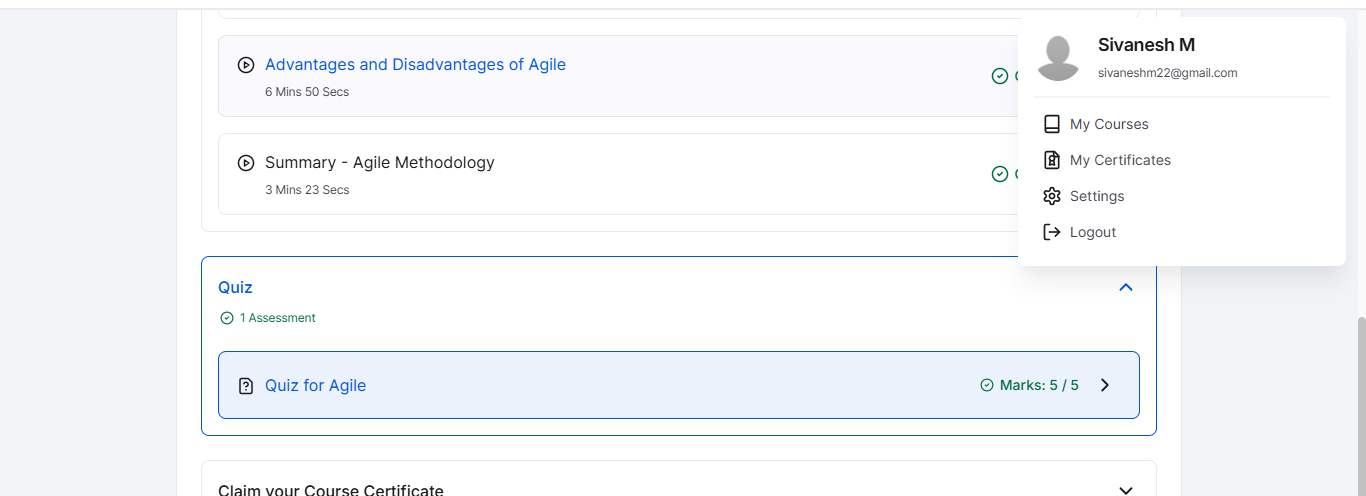 Advantages and Disadvantages of Agile
6 Mins 50 Secs
Summary - Agile Methodology
3 Mins 23 Secs
Sivanesh M
sivaneshm22@gmail.com
My Courses
My Certificates
Settings
Logout
Quiz
1 Assessment
Quiz for Agile
Marks: 5 / 5
Claim your Course Certificate